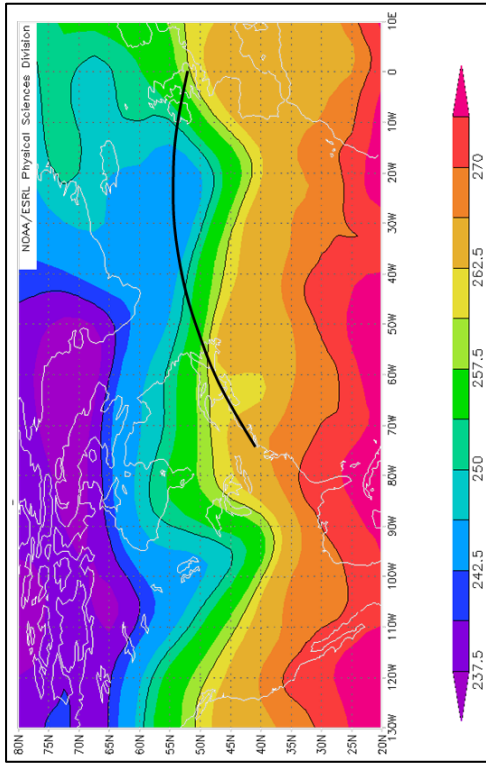 NOAA/ESRL Physical Sciences Division
80N
75N
70N
65N
60N
55N
50N
45N
40N
35N
30N
25N
20N
130W 120W 110W 100W 90W 80W 70W 60W 50W 40W 30W 20W 10W 0 10E
237.5 242.5 250 257.5 262.5 270